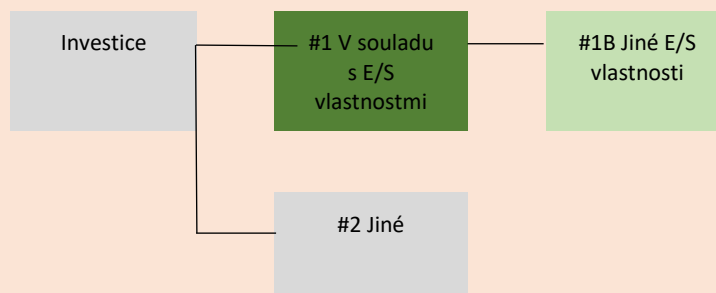 Investice
#1 V souladu
s E/S
vlastnostmi
#1B Jiné E/S
vlastnosti
#2 Jiné